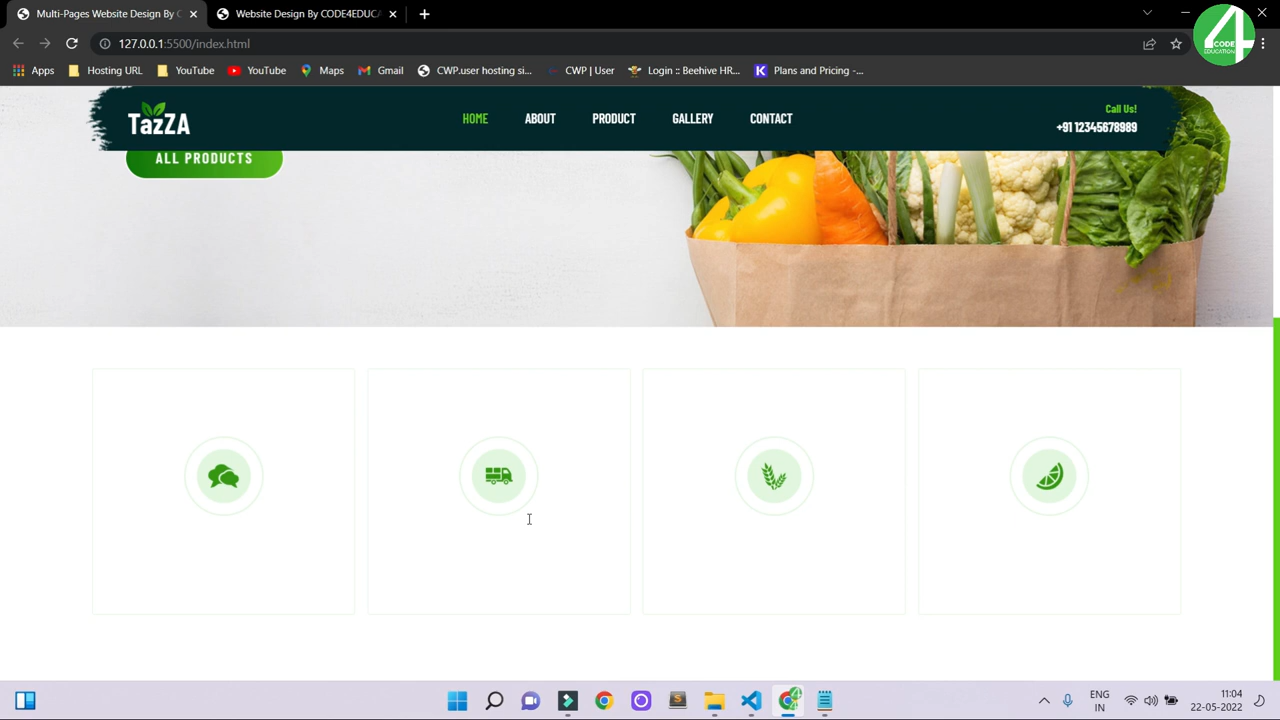 Multi-Pages Website Design By C
Website Design By CODE4EDUCA
4
CODE
EDUCATION
127.0.0.1:5500/index.html
Apps
Hosting URL
YouTube
YouTube
Maps
Gmail
CWP.user hosting si...
CWP | User
Login :: Beehive HR...
Plans and Pricing -...
TazZA
HOME
ABOUT
PRODUCT
GALLERY
CONTACT
Call Us!
+91 12345678989
ALL PRODUCTS
ENG
IN
11:04
22-05-2022